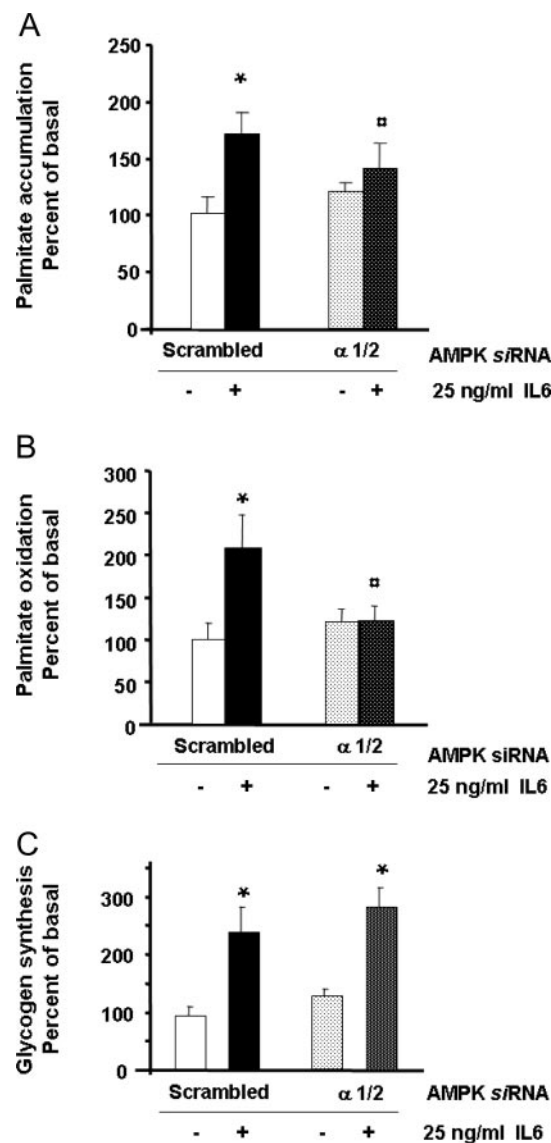 A
Palmitate accumulation
Percent of basal
250
200
150
100
50
0
*
¤
Scrambled α 1/2 AMPK siRNA
- + - + 25 ng/ml IL6
B
Palmitate oxidation
Percent of basal
300
250
200
150
100
50
0
*
¤
Scrambled α 1/2 AMPK siRNA
- + - + 25 ng/ml IL6
C
Glycogen synthesis
Percent of basal
300
200
100
0
*
*
Scrambled α 1/2 AMPK siRNA
- + - + 25 ng/ml IL6